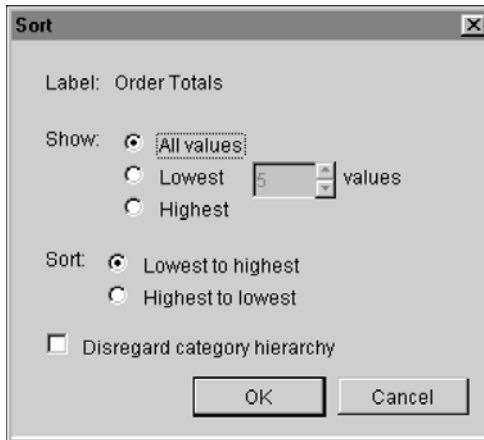 Sort
Label: Order Totals
Show: All values
Lowest 5 values
Highest
Sort: Lowest to highest
Highest to lowest
Disregard category hierarchy
OK Cancel